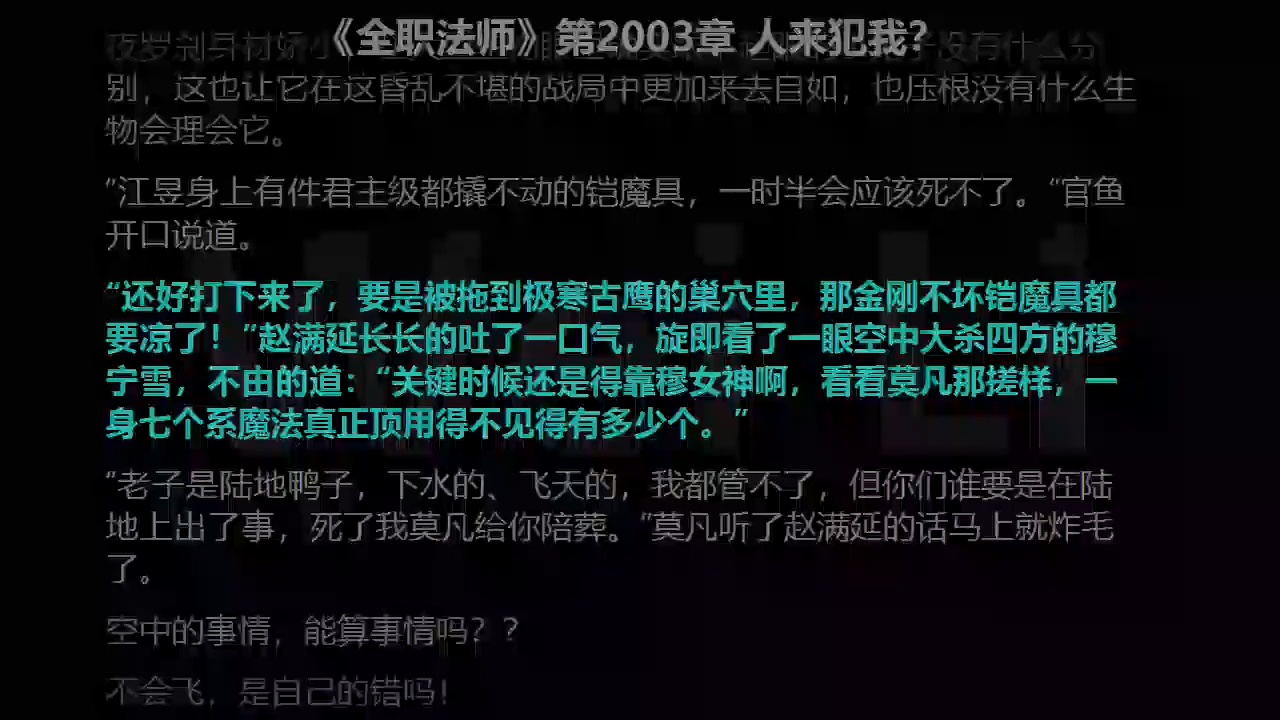 《全职法师》第2003章 人来犯我？
夜罗刹身材娇小
没有什么分
别，这也让它在这昏乱不堪的战局中更加来去自如，也压根没有什么生
物会理会它。
“江昱身上有件君主级都撬不动的铠魔具，一时半会应该死不了。“官鱼
开口说道。
“还好打下来了，要是被拖到极寒古鹰的巢穴里，那金刚不坏铠魔具都
要凉了！”赵满延长长的吐了一口气，旋即看了一眼空中大杀四方的穆
宁雪，不由的道：“关键时候还是得靠穆女神啊，看看莫凡那搓样，一
身七个系魔法真正顶用得不见得有多少个。”
“老子是陆地鸭子，下水的、飞天的，我都管不了，但你们谁要是在陆
地上出了事，死了我莫凡给你陪葬。”莫凡听了赵满延的话马上就炸毛
了。
空中的事情，能算事情吗？？
不会飞，是自己的错吗！